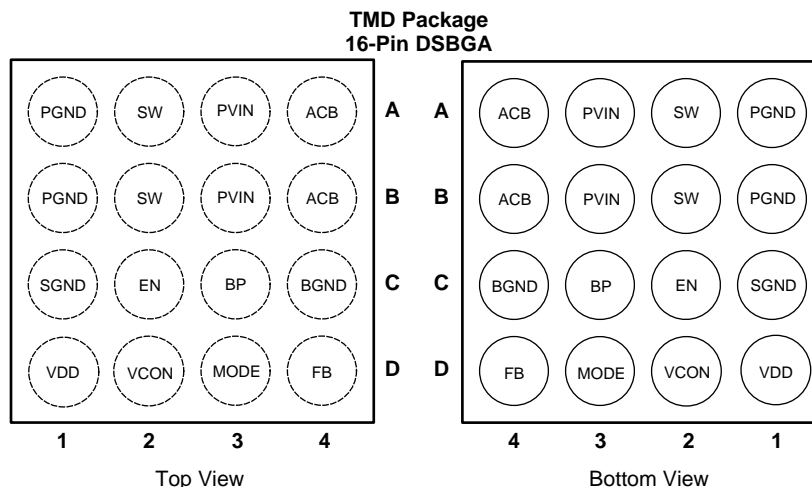 TMD Package
16-Pin DSBGA
PGND SW PVIN ACB A A ACB PVIN SW PGND
PGND SW PVIN ACB B B ACB PVIN SW PGND
SGND EN BP BGND C C BGND BP EN SGND
VDD VCON MODE FB D D FB MODE VCON VDD
1 2 3 4 4 3 2 1
Top View Bottom View